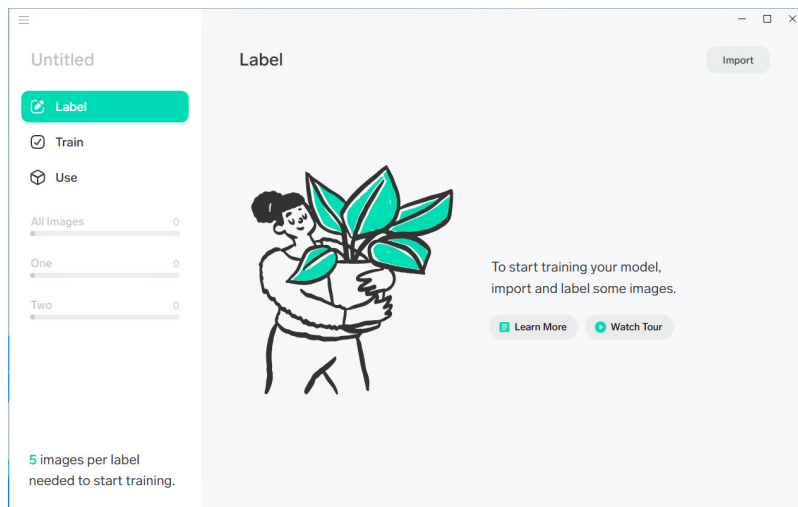 Untitled
Label
Train
Use
All Images 0
One 0
Two 0
5 images per label
needed to start training.
Label
Import
To start training your model,
import and label some images.
Learn More
Watch Tour